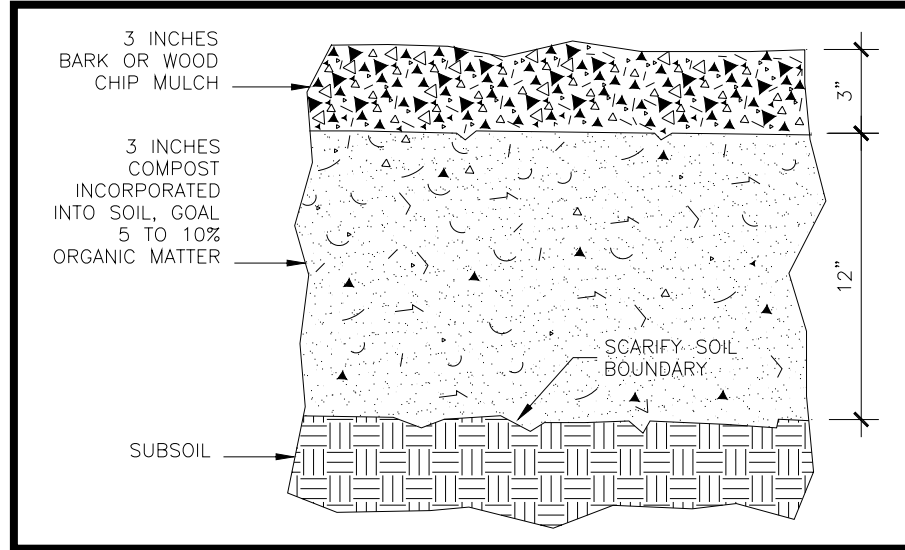 3 INCHES
BARK OR WOOD
CHIP MULCH
3"
3 INCHES
COMPOST
INCORPORATED
INTO SOIL, GOAL
5 TO 10%
ORGANIC MATTER
12"
SCARIFY SOIL
BOUNDARY
SUBSOIL